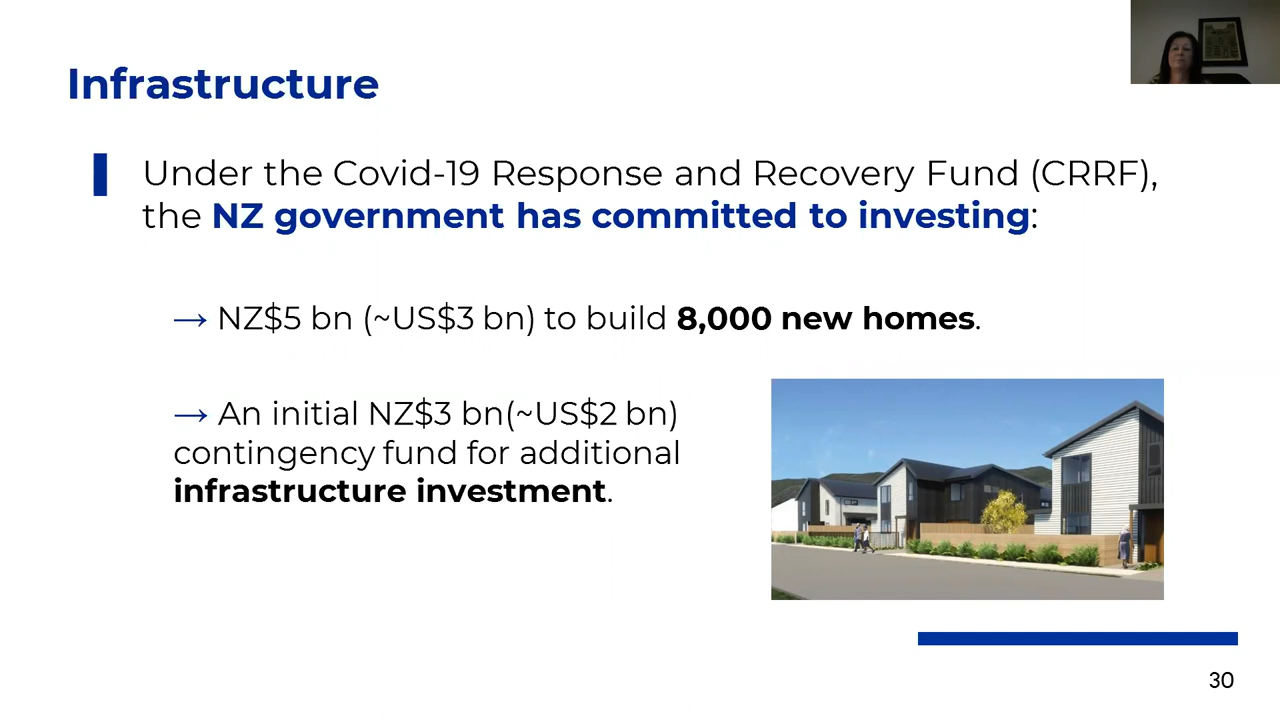 Infrastructure
Under the Covid-19 Response and Recovery Fund (CRRF),
the NZ government has committed to investing:
→ NZ$5 bn (~US$3 bn) to build 8,000 new homes.
→ An initial NZ$3 bn(~US$2 bn)
contingency fund for additional
infrastructure investment.
30